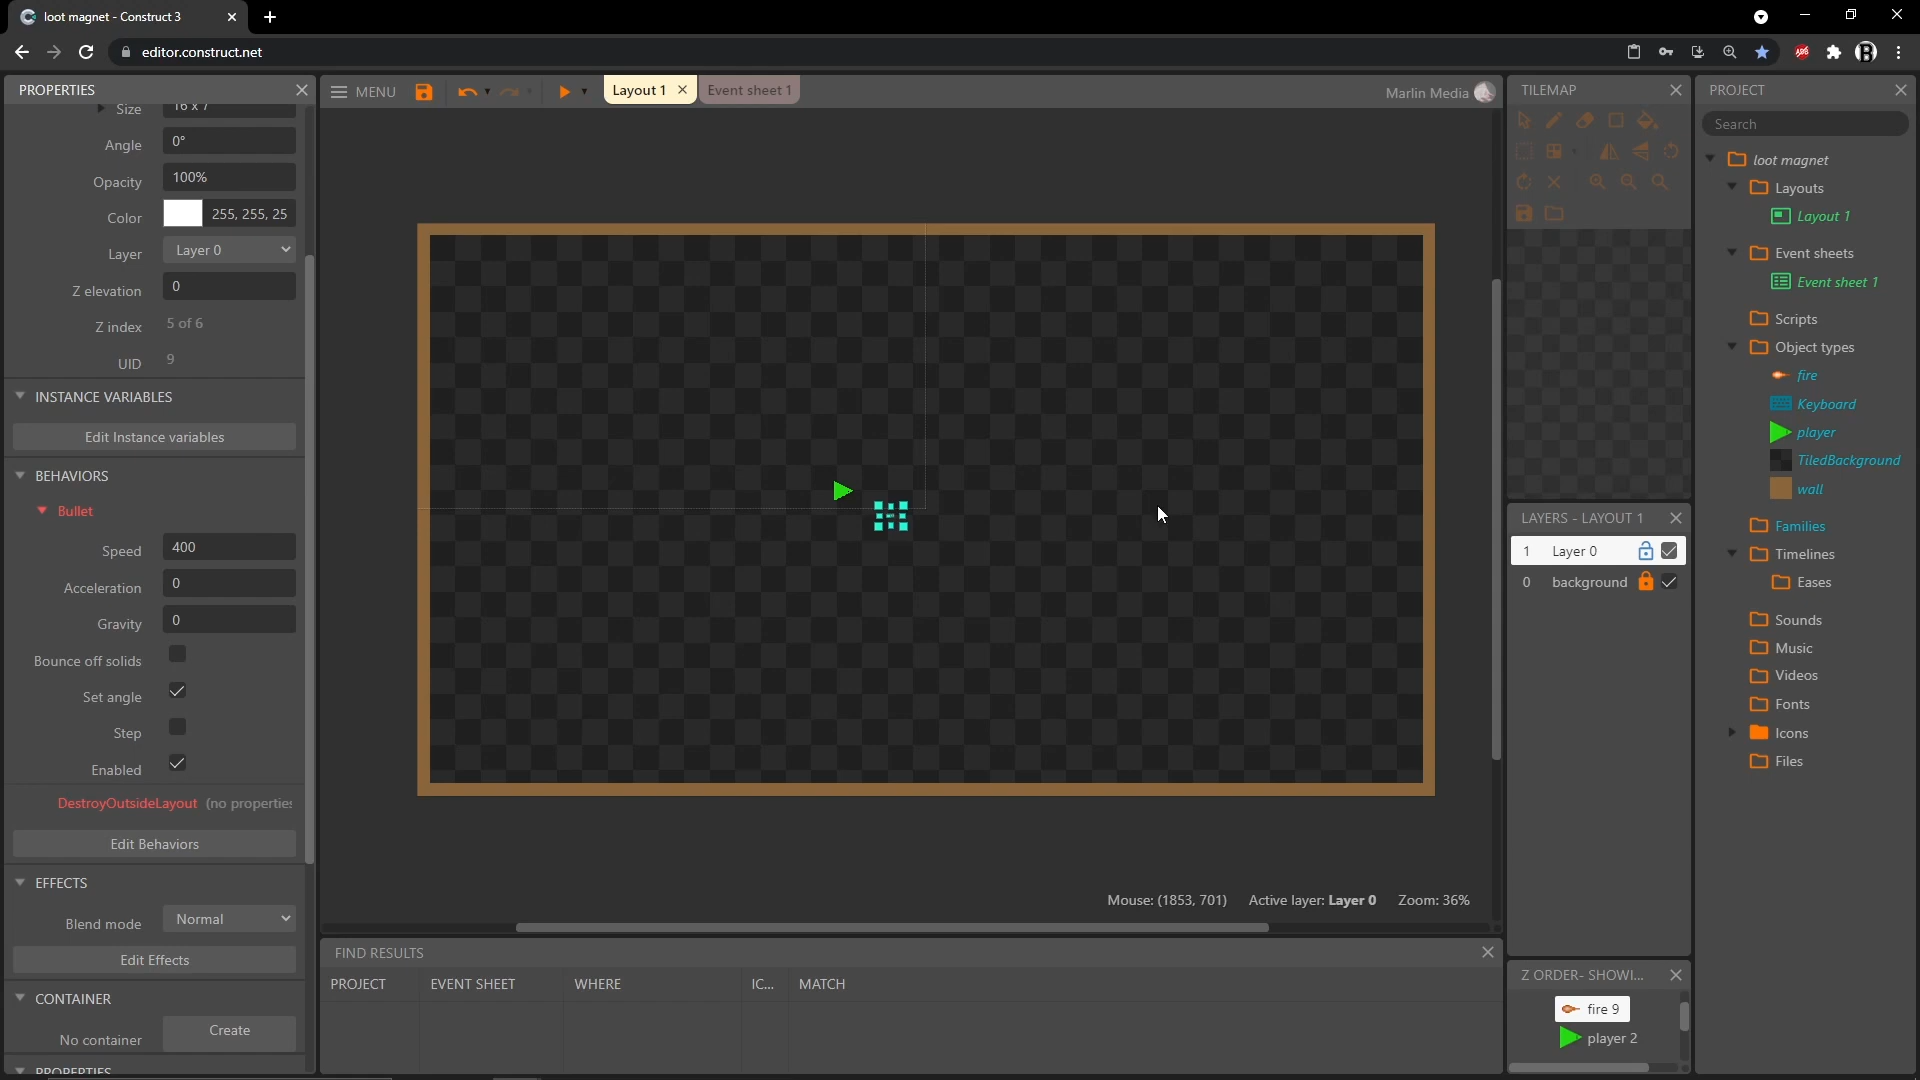 loot magnet - Construct 3
editor.construct.net
PROPERTIES
Size 16 x 7
Angle 0°
Opacity 100%
Color 255, 255, 25
Layer Layer 0
Z elevation 0
Z index 5 of 6
UID 9
INSTANCE VARIABLES
Edit Instance variables
BEHAVIORS
Bullet
Speed 400
Acceleration 0
Gravity 0
Bounce off solids
Set angle
Step
Enabled
DestroyOutsideLayout (no properties
Edit Behaviors
EFFECTS
Blend mode Normal
Edit Effects
CONTAINER
No container Create
PROPERTIES
MENU
Layout 1
Event sheet 1
Marlin Media
Mouse: (1853, 701) Active layer: Layer 0 Zoom: 36%
FIND RESULTS
PROJECT EVENT SHEET WHERE IC... MATCH
TILEMAP
LAYERS - LAYOUT 1
1 Layer 0
0 background
Z ORDER- SHOWI...
fire 9
player 2
PROJECT
Search
loot magnet
Layouts
Layout 1
Event sheets
Event sheet 1
Scripts
Object types
fire
Keyboard
player
TiledBackground
wall
Families
Timelines
Eases
Sounds
Music
Videos
Fonts
Icons
Files